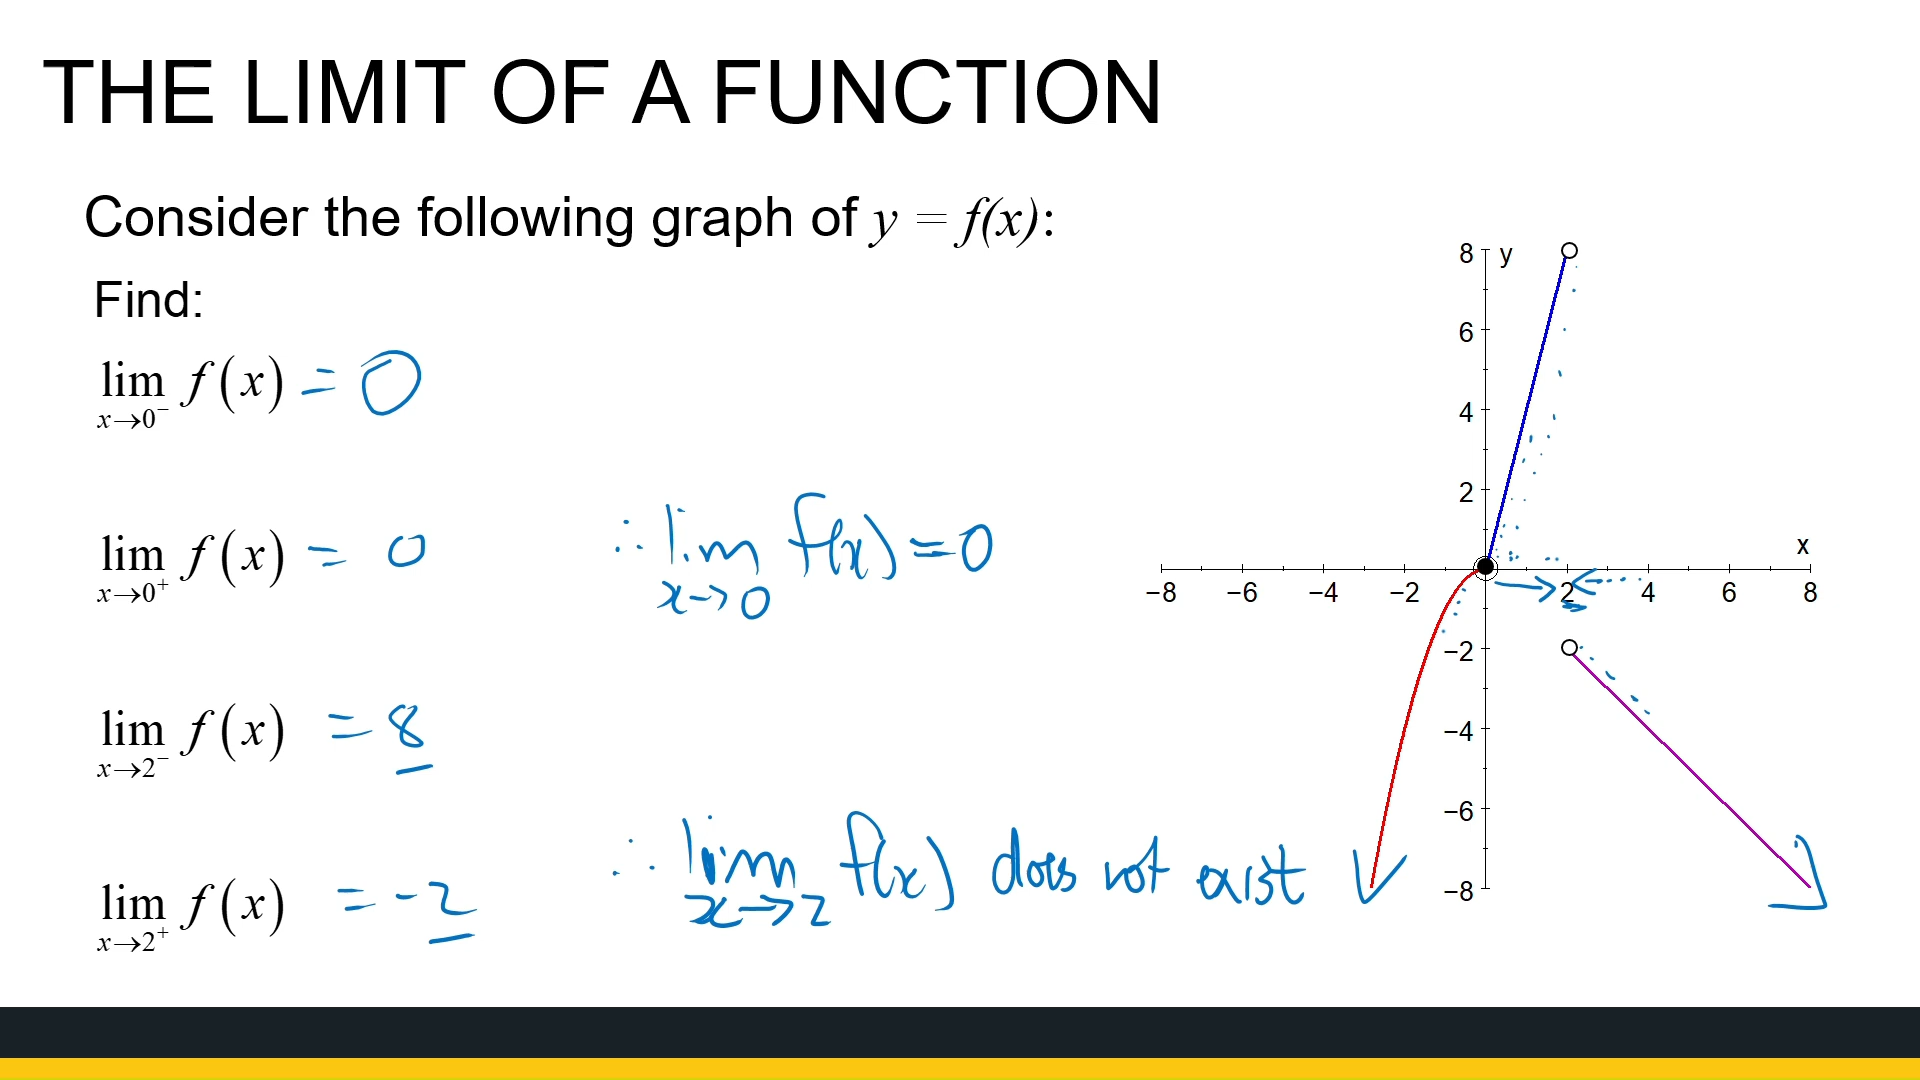 THE LIMIT OF A FUNCTION
Consider the following graph of y = f(x):
Find:
lim f(x) = 0
x→0⁻
lim f(x) = 0
x→0⁺
∴ lim f(x) = 0
x→0
lim f(x) = 8
x→2⁻
lim f(x) = -2
x→2⁺
∴ lim f(x) does not exist
x→2
8 y
6
4
2
x
−8 −6 −4 −2 2 4 6 8
−2
−4
−6
−8